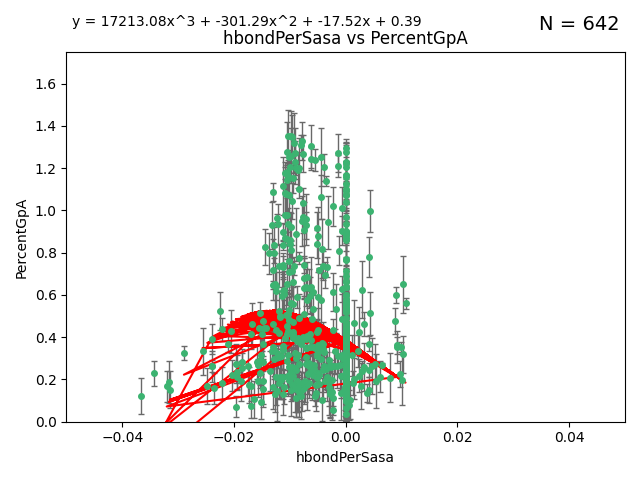 y = 17213.08x^3 + -301.29x^2 + -17.52x + 0.39
N = 642
hbondPerSasa vs PercentGpA
1.6
1.4
1.2
1.0
0.8
0.6
0.4
0.2
0.0
PercentGpA
−0.04
−0.02
0.00
0.02
0.04
hbondPerSasa